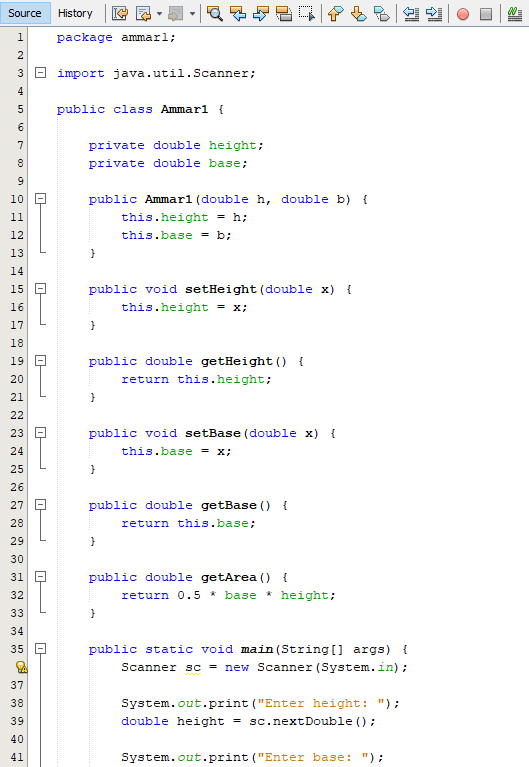 Source History
1 package ammar1;
2
3 import java.util.Scanner;
4
5 public class Ammar1 {
6
7 private double height;
8 private double base;
9
10 public Ammar1(double h, double b) {
11 this.height = h;
12 this.base = b;
13 }
14
15 public void setHeight(double x) {
16 this.height = x;
17 }
18
19 public double getHeight() {
20 return this.height;
21 }
22
23 public void setBase(double x) {
24 this.base = x;
25 }
26
27 public double getBase() {
28 return this.base;
29 }
30
31 public double getArea() {
32 return 0.5 * base * height;
33 }
34
35 public static void main(String[] args) {
Scanner sc = new Scanner(System.in);
37
38 System.out.print("Enter height: ");
39 double height = sc.nextDouble();
40
41 System.out.print("Enter base: ");